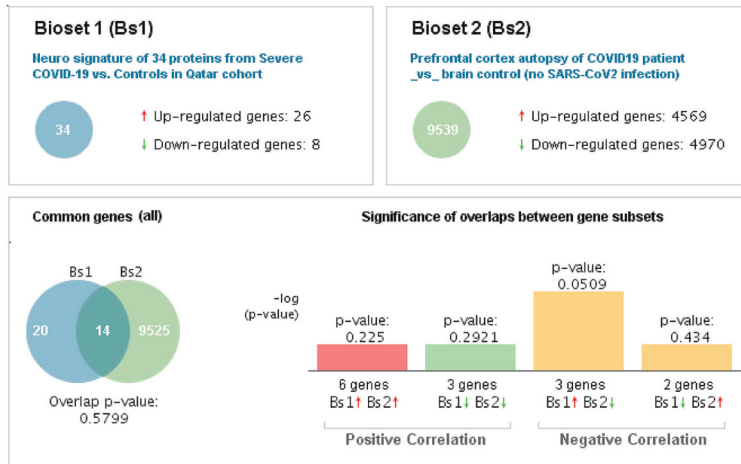 Bioset 1 (Bs1)
Neuro signature of 34 proteins from Severe
COVID-19 vs. Controls in Qatar cohort
34
↑ Up-regulated genes: 26
↓ Down-regulated genes: 8
Bioset 2 (Bs2)
Prefrontal cortex autopsy of COVID19 patient
_vs_ brain control (no SARS-CoV2 infection)
9539
↑ Up-regulated genes: 4569
↓ Down-regulated genes: 4970
Common genes (all)
Bs1 Bs2
20 14 9525
Overlap p-value:
0.5799
Significance of overlaps between gene subsets
-log
(p-value)
p-value:
0.225
p-value:
0.2921
p-value:
0.0509
p-value:
0.434
6 genes
Bs1↑ Bs2↑
3 genes
Bs1↓ Bs2↓
3 genes
Bs1↑ Bs2↓
2 genes
Bs1↓ Bs2↑
Positive Correlation
Negative Correlation